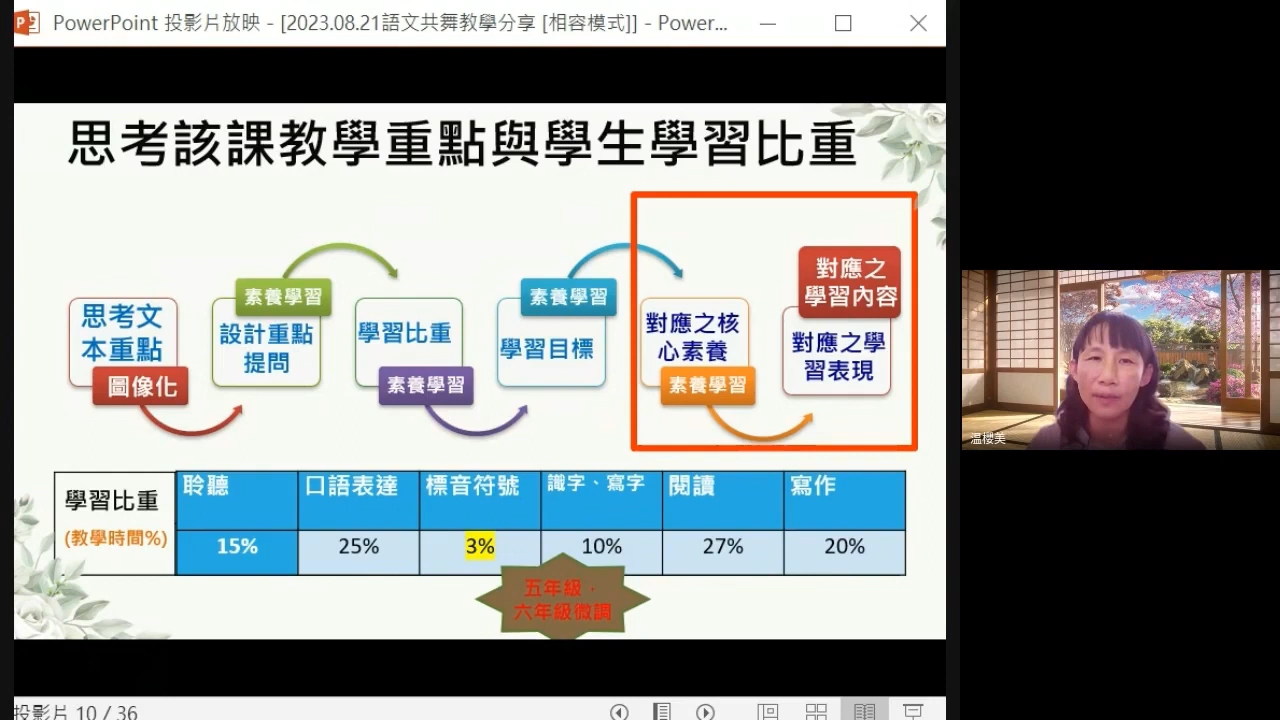 PowerPoint 投影片放映 - [2023.08.21語文共舞教學分享 [相容模式]] - Power...
思考該課教學重點與學生學習比重
思考文
本重點
圖像化
素養學習
設計重點
提問
學習比重
素養學習
素養學習
學習目標
對應之核
心素養
素養學習
對應之
學習內容
對應之學
習表現
學習比重
(教學時間%)
聆聽
口語表達
標音符號
識字、寫字
閱讀
寫作
15%
25%
3%
10%
27%
20%
五年級,
六年級微調
温櫻美
投影片 10 / 36